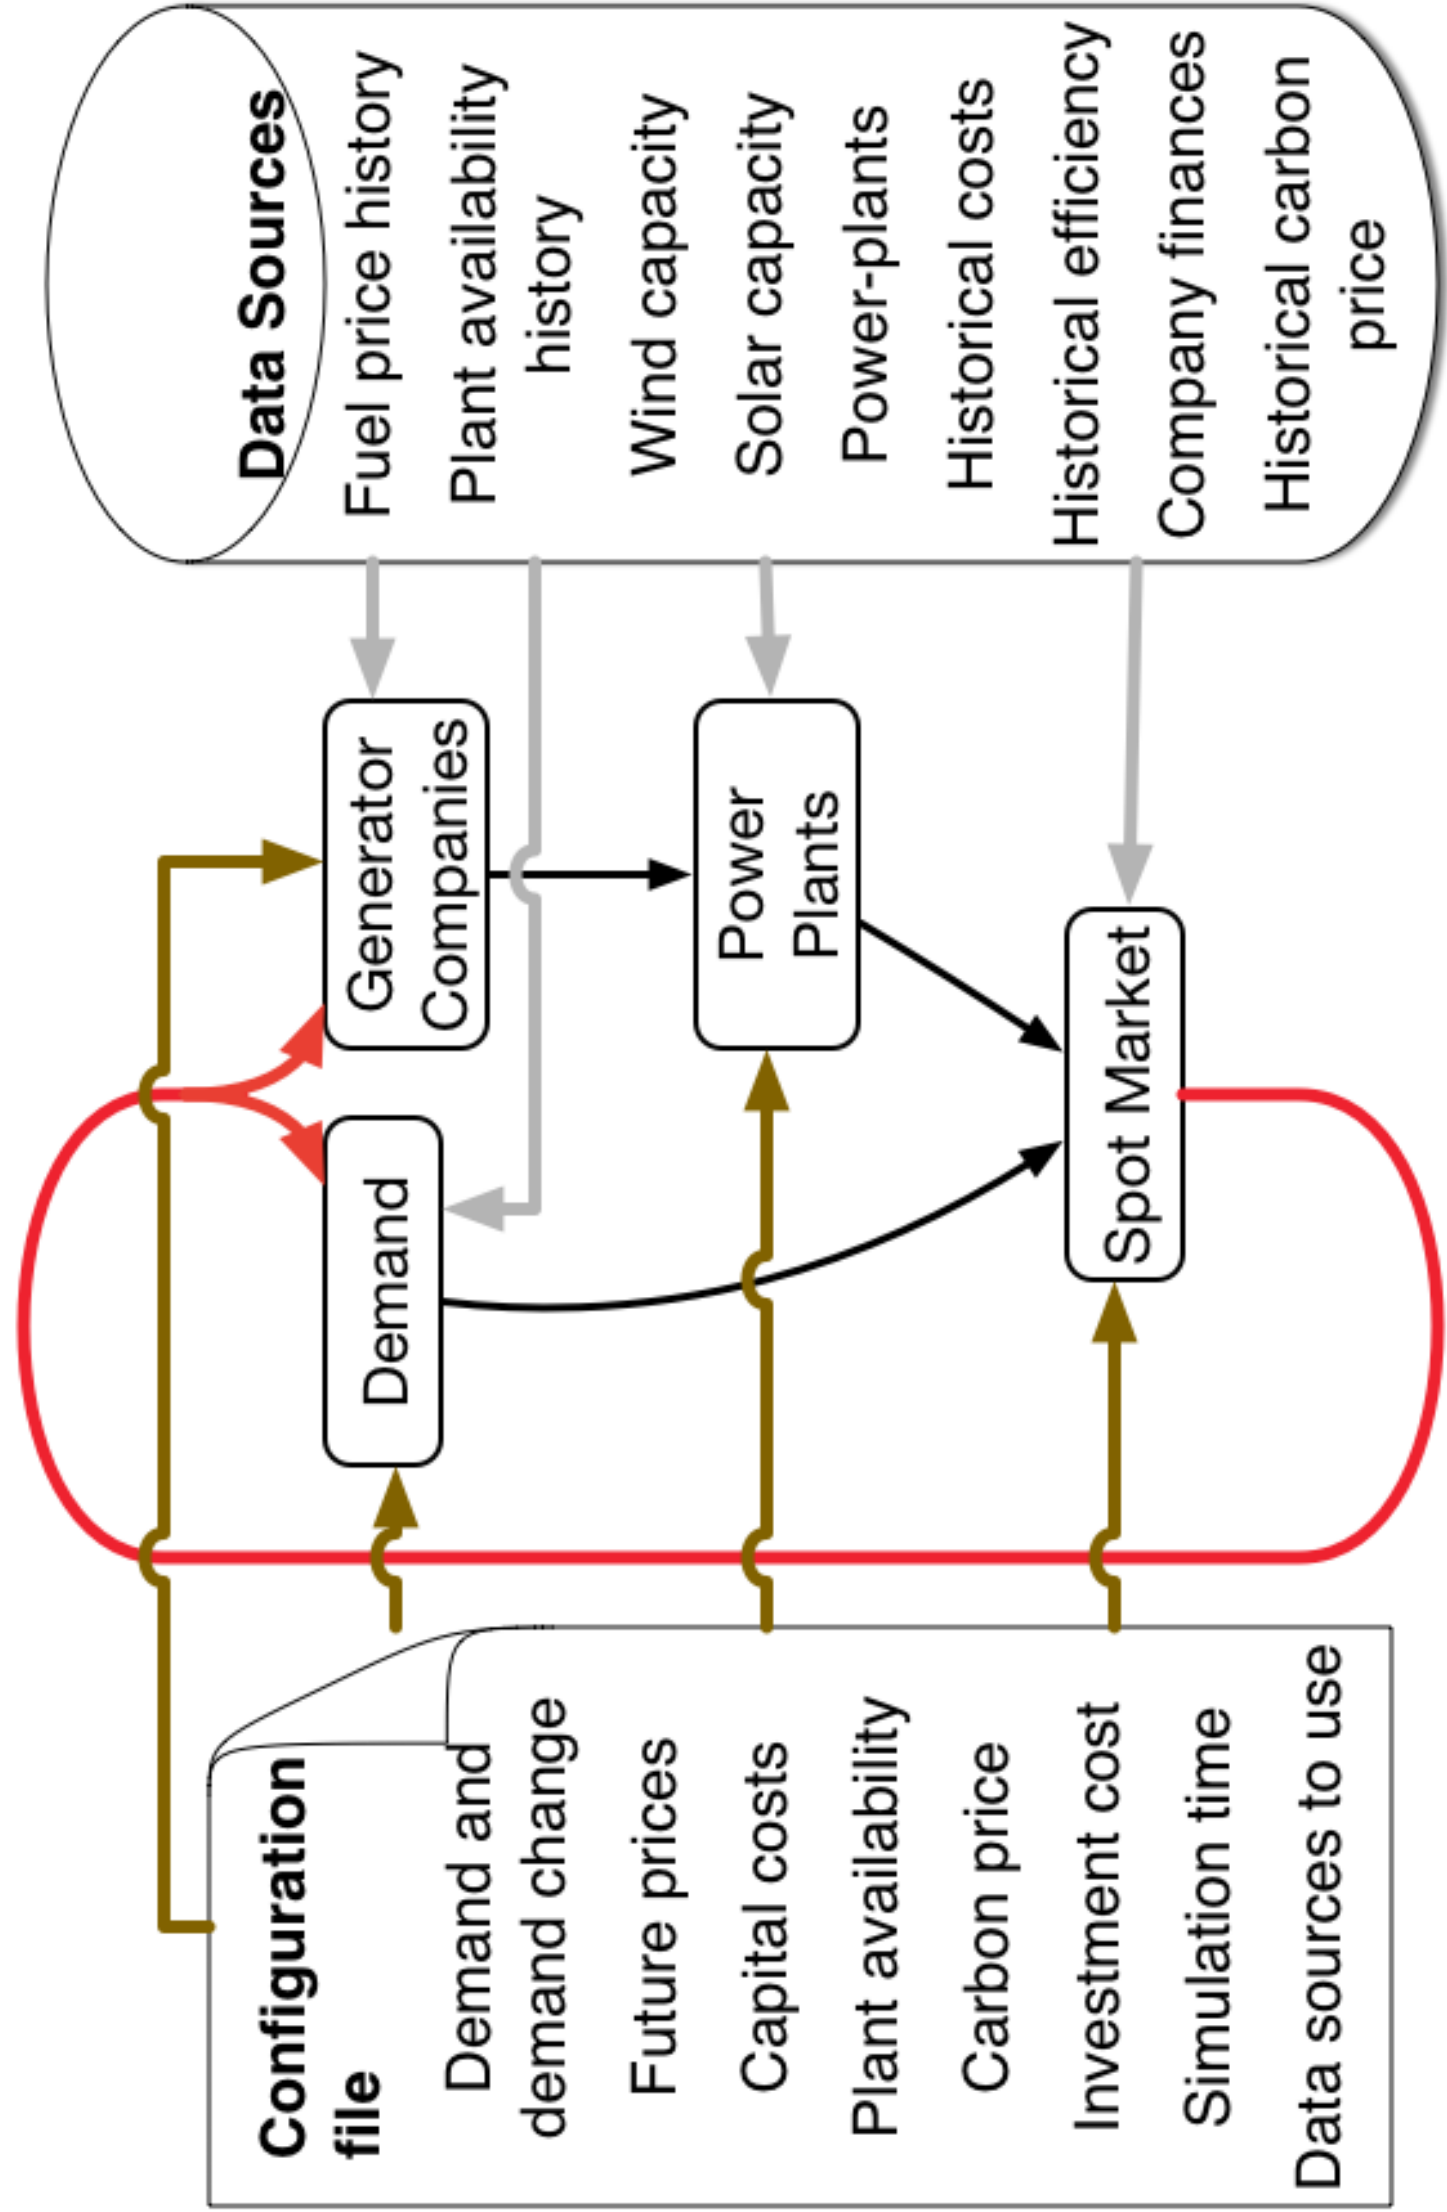 Configuration
file
Demand and
demand change
Future prices
Capital costs
Plant availability
Carbon price
Investment cost
Simulation time
Data sources to use
Demand
Generator
Companies
Power
Plants
Spot Market
Data Sources
Fuel price history
Plant availability
history
Wind capacity
Solar capacity
Power-plants
Historical costs
Historical efficiency
Company finances
Historical carbon
price